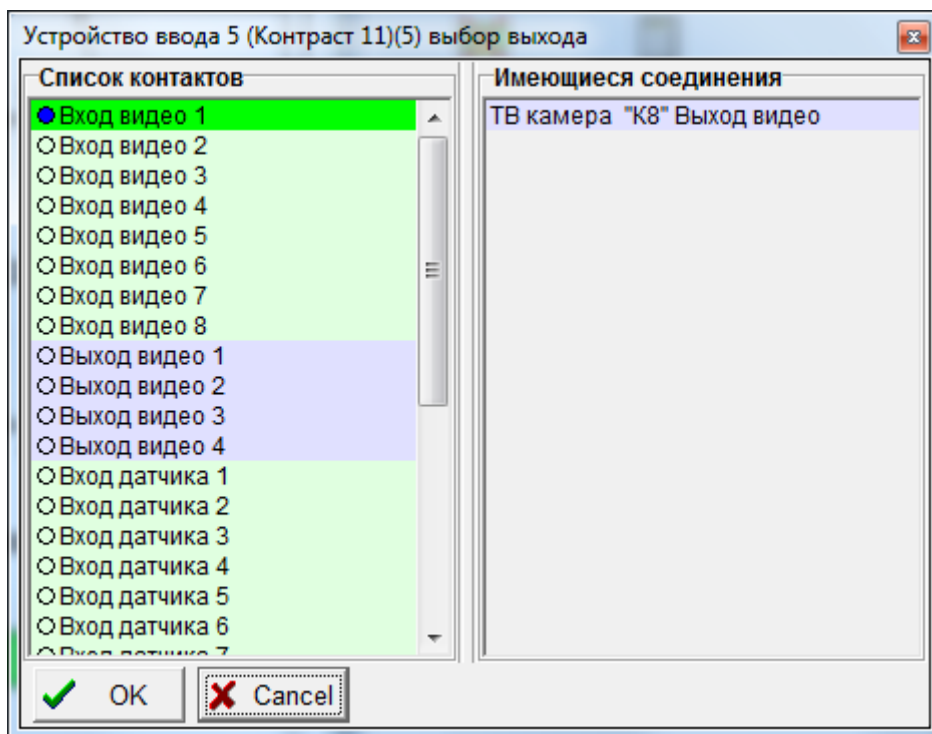 Устройство ввода 5 (Контраст 11)(5) выбор выхода
Список контактов
Вход видео 1
Вход видео 2
Вход видео 3
Вход видео 4
Вход видео 5
Вход видео 6
Вход видео 7
Вход видео 8
Выход видео 1
Выход видео 2
Выход видео 3
Выход видео 4
Вход датчика 1
Вход датчика 2
Вход датчика 3
Вход датчика 4
Вход датчика 5
Вход датчика 6
Вход датчика 7
Имеющиеся соединения
ТВ камера "К8" Выход видео
OK
Cancel